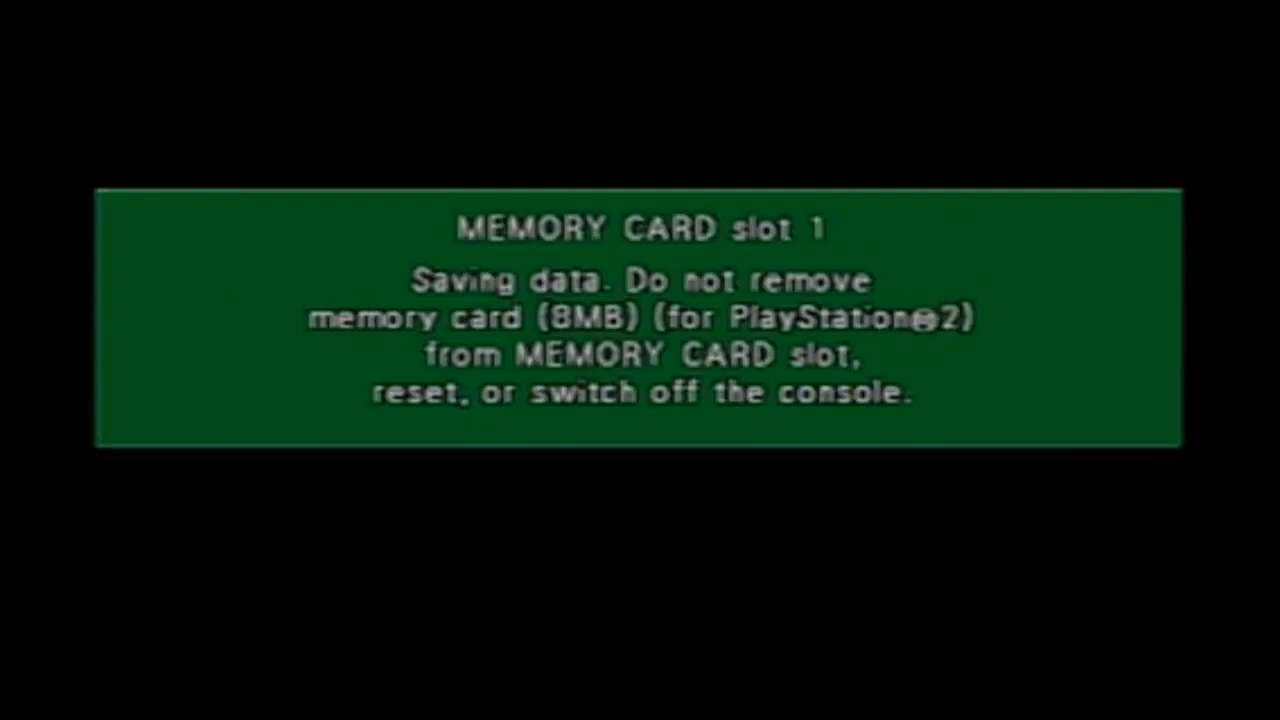 MEMORY CARD slot 1
Saving data. Do not remove
memory card (8MB) (for PlayStation®2)
from MEMORY CARD slot,
reset, or switch off the console.